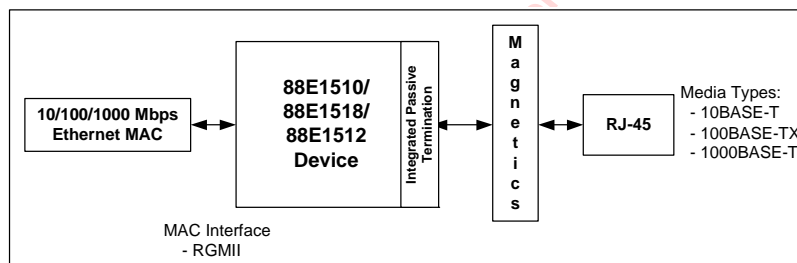 10/100/1000 Mbps
Ethernet MAC
88E1510/
88E1518/
88E1512
Device
Integrated Passive
Termination
Magnetics
RJ-45
Media Types:
- 10BASE-T
- 100BASE-TX
- 1000BASE-T
MAC Interface
- RGMII